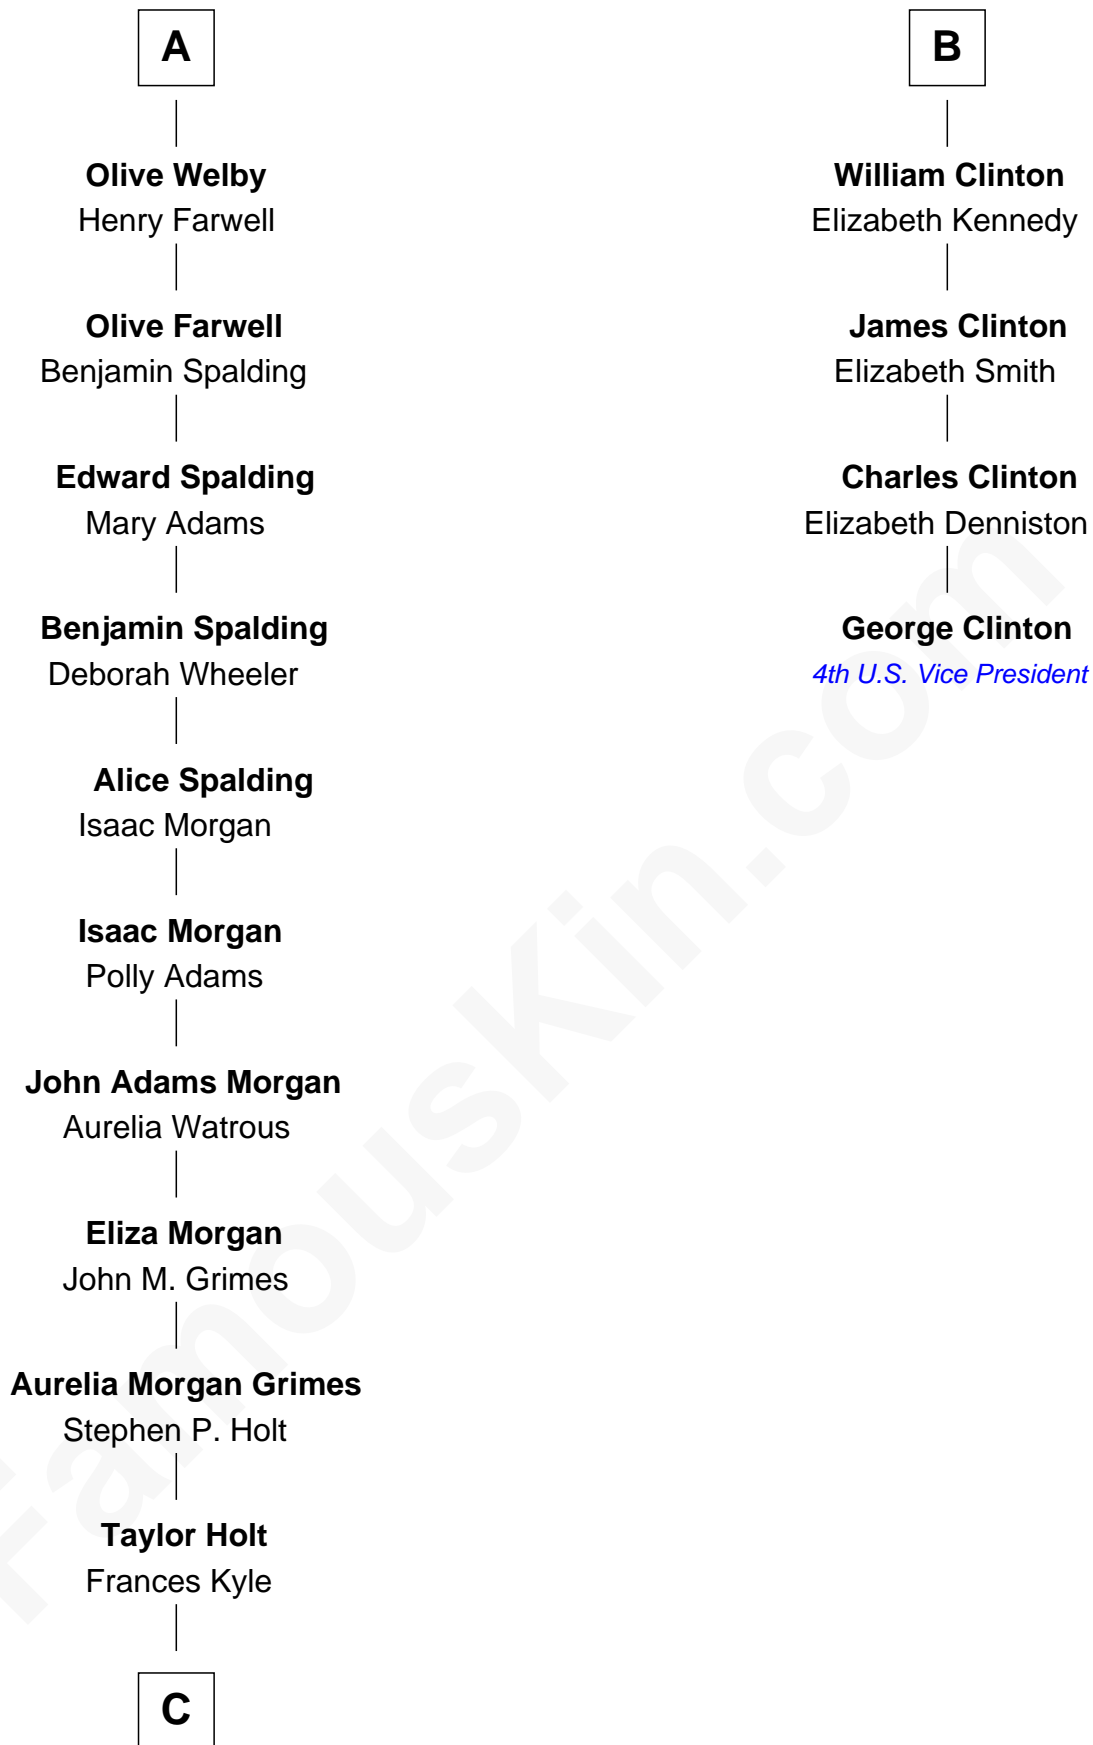 A
Olive Welby
Henry Farwell
Olive Farwell
Benjamin Spalding
Edward Spalding
Mary Adams
Benjamin Spalding
Deborah Wheeler
Alice Spalding
Isaac Morgan
Isaac Morgan
Polly Adams
John Adams Morgan
Aurelia Watrous
Eliza Morgan
John M. Grimes
Aurelia Morgan Grimes
Stephen P. Holt
Taylor Holt
Frances Kyle
C
B
William Clinton
Elizabeth Kennedy
James Clinton
Elizabeth Smith
Charles Clinton
Elizabeth Denniston
George Clinton
4th U.S. Vice President
FamousKin.com